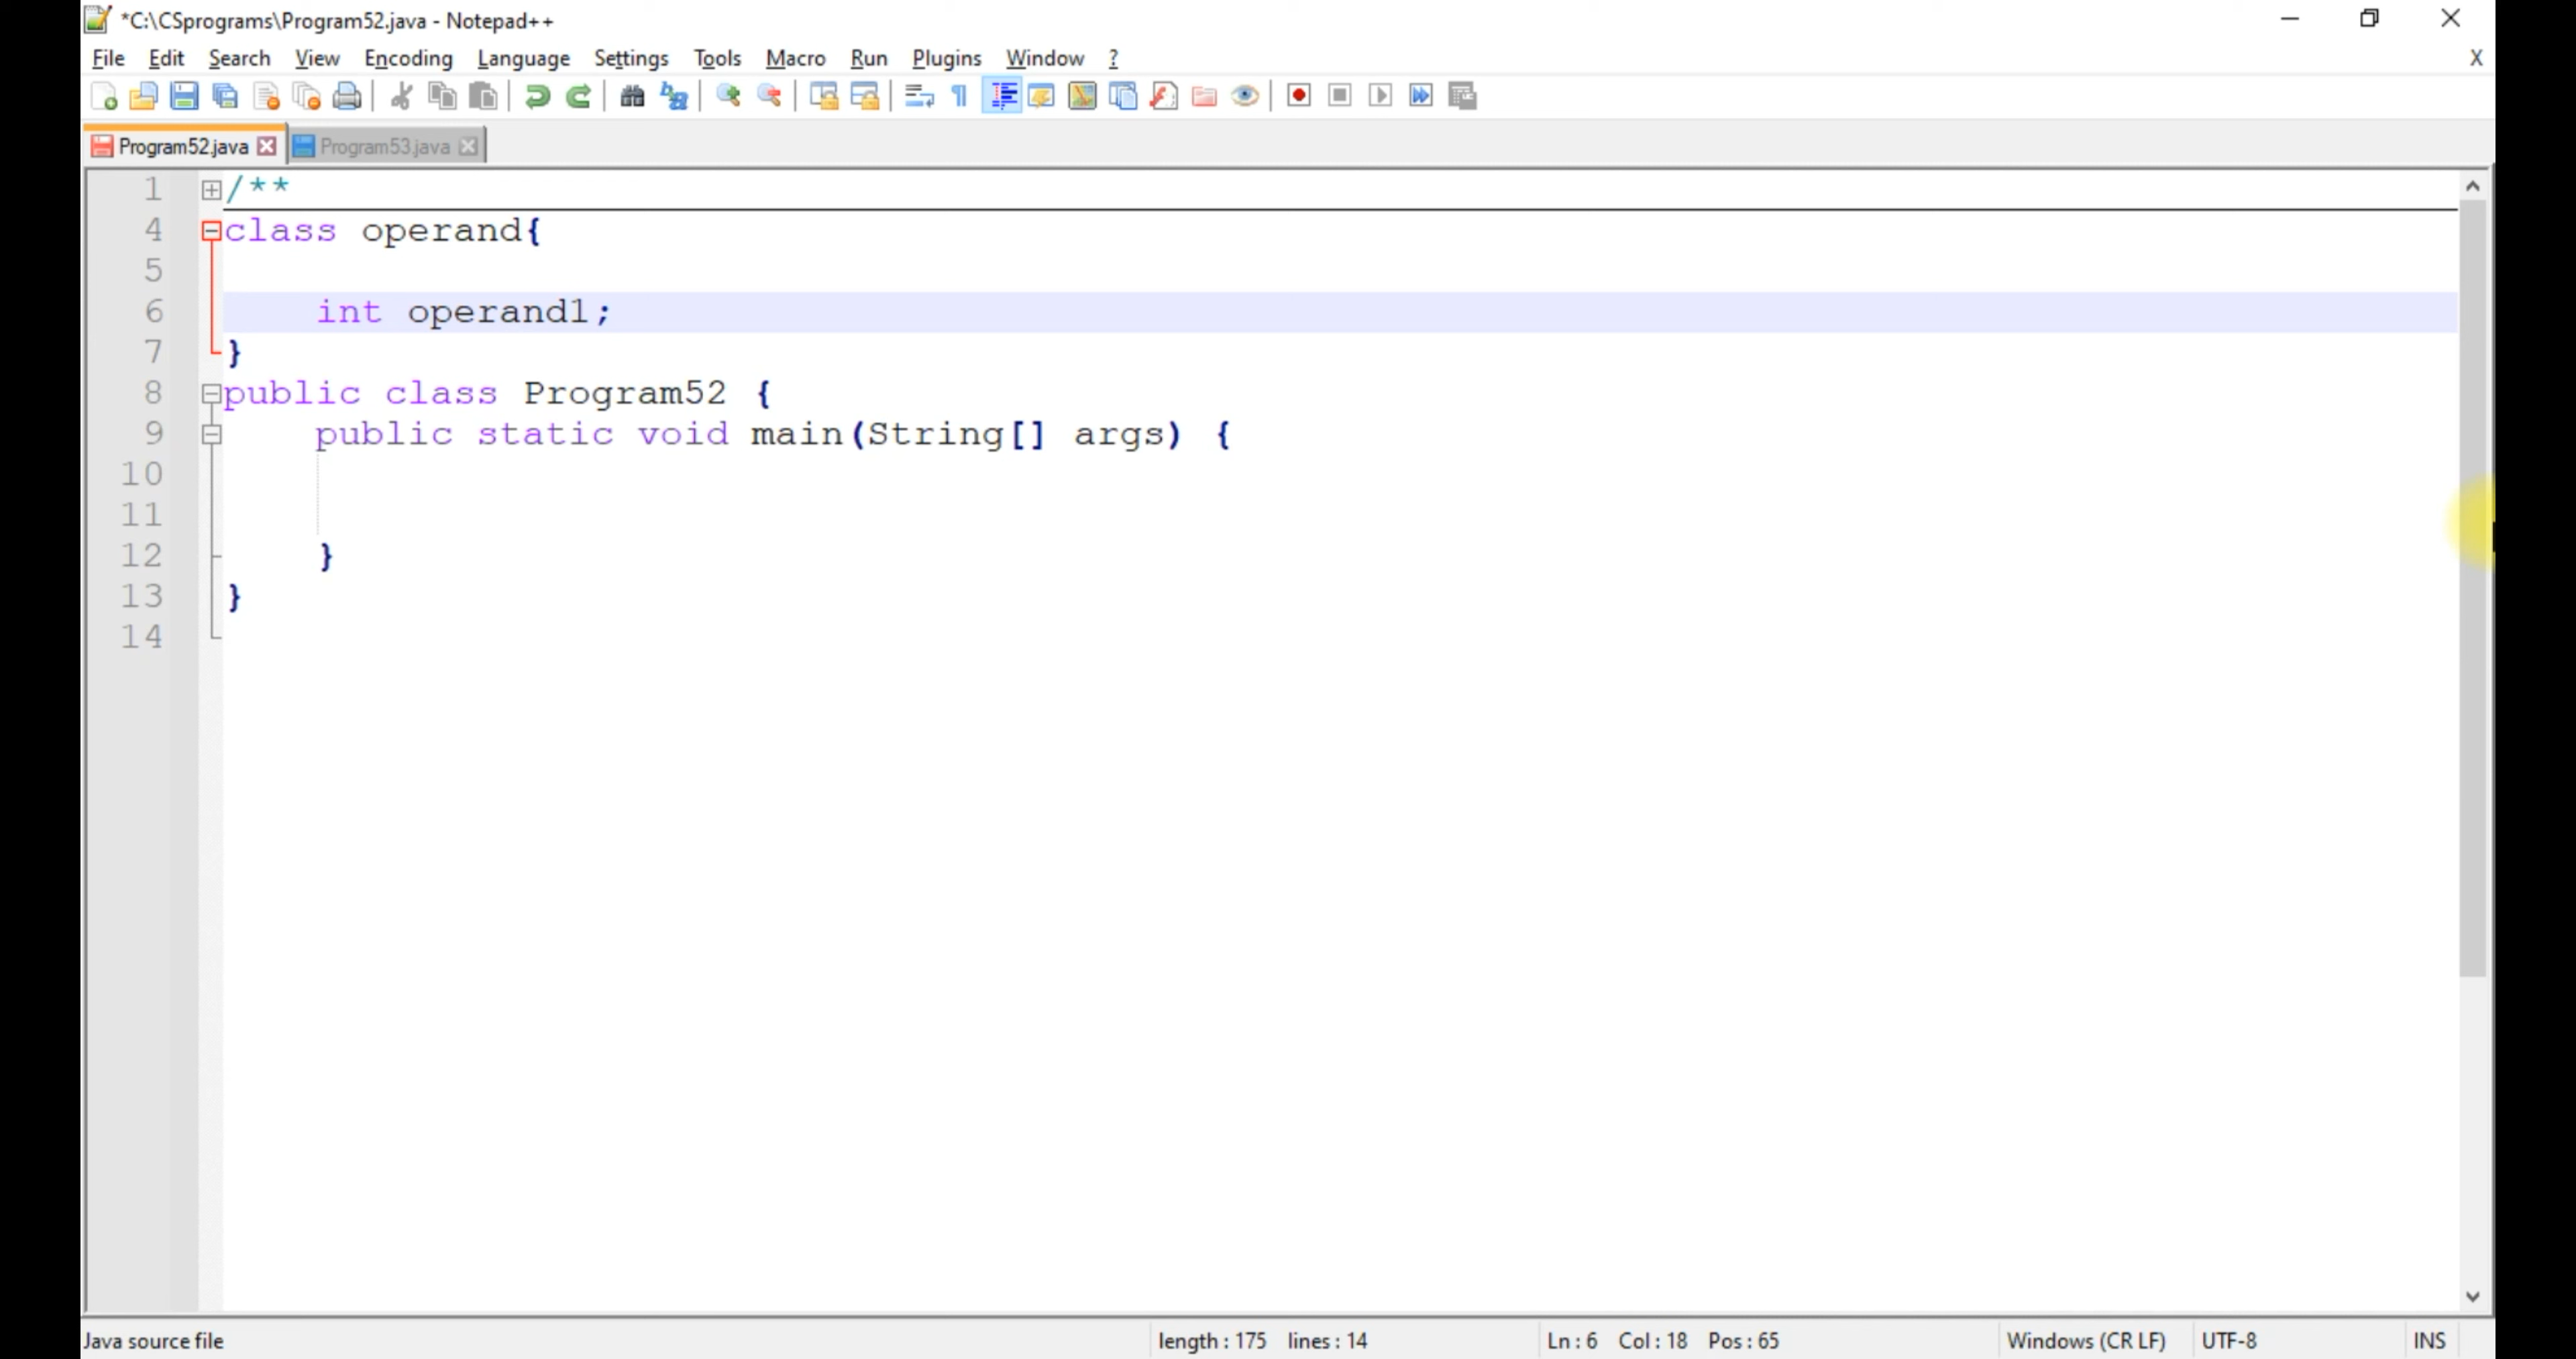 *C:\CSprograms\Program52.java - Notepad++
File Edit Search View Encoding Language Settings Tools Macro Run Plugins Window ?
X
Program52.java
Program53.java
1 /**
4 class operand{
5
6 int operand1;
7 }
8 public class Program52 {
9 public static void main(String[] args) {
10
11
12 }
13 }
14
Java source file length : 175 lines : 14 Ln : 6 Col : 18 Pos : 65 Windows (CR LF) UTF-8 INS